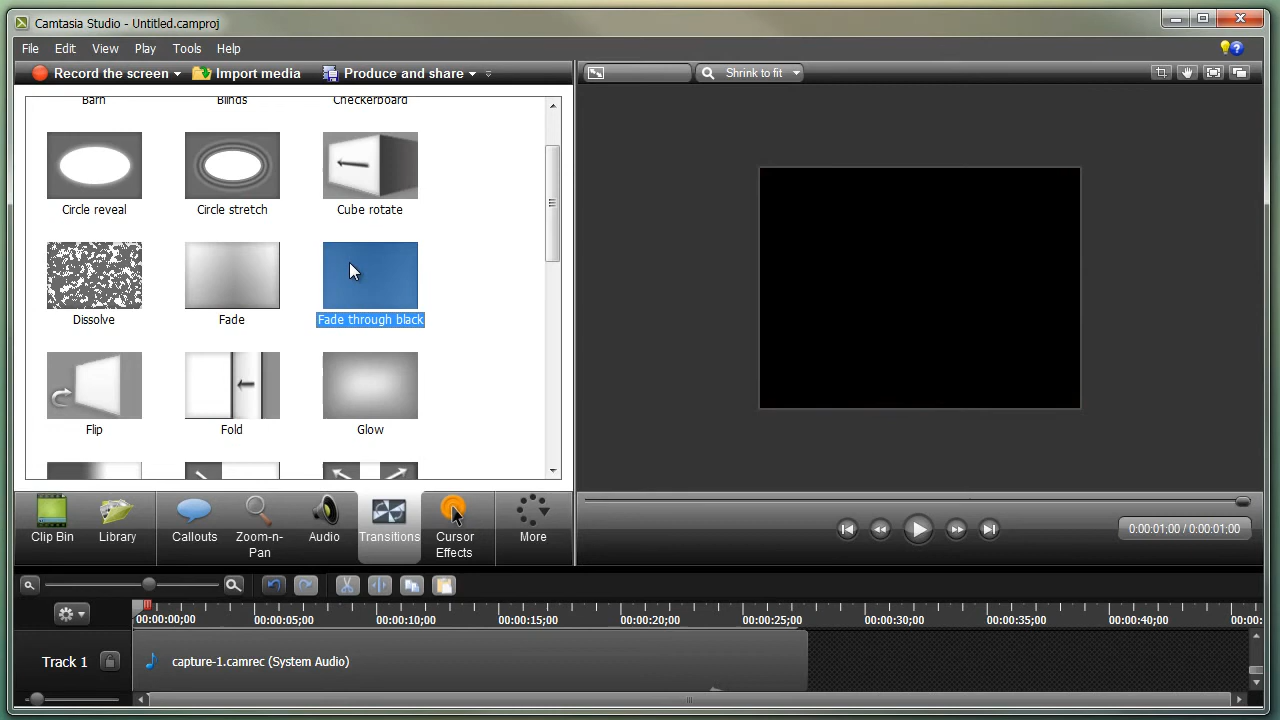 Camtasia Studio - Untitled.camproj
File Edit View Play Tools Help
Record the screen Import media Produce and share Shrink to fit
Barn Blinds Checkerboard
Circle reveal Circle stretch Cube rotate
Dissolve Fade Fade through black
Flip Fold Glow
Clip Bin Library Callouts Zoom-n-Pan Audio Transitions Cursor Effects More
0:00:01;00 / 0:00:01;00
00:00:00;00 00:00:05;00 00:00:10;00 00:00:15;00 00:00:20;00 00:00:25;00 00:00:30;00 00:00:35;00 00:00:40;00 00:00:
Track 1 capture-1.camrec (System Audio)